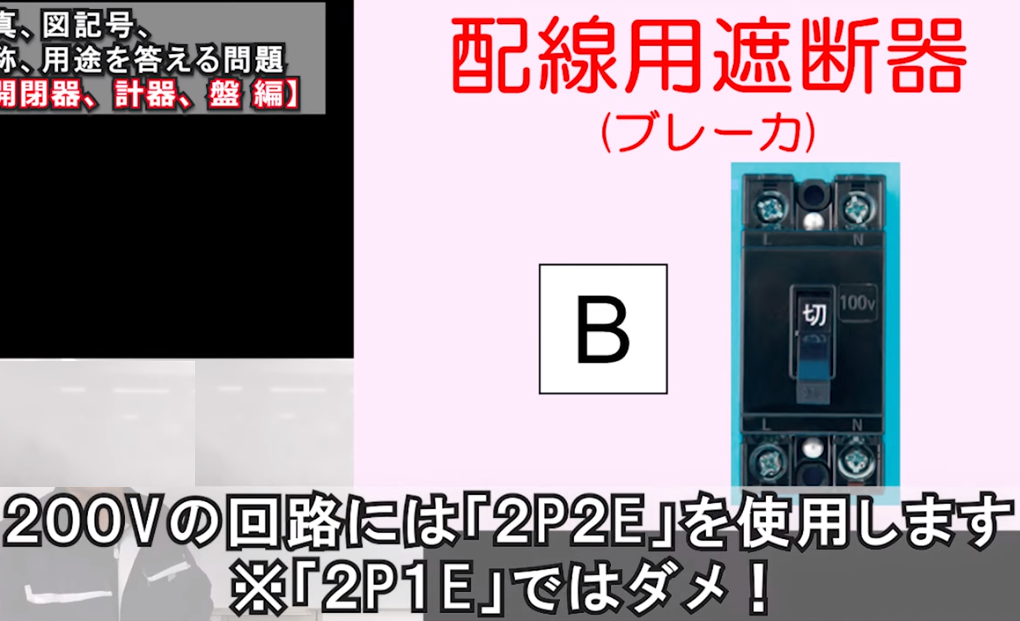 真、図記号、
称、用途を答える問題
開閉器、計器、盤 編】
配線用遮断器
(ブレーカ)
L N
切
100V
B
L N
200Vの回路には「2P2E」を使用します
※「2P1E」ではダメ！